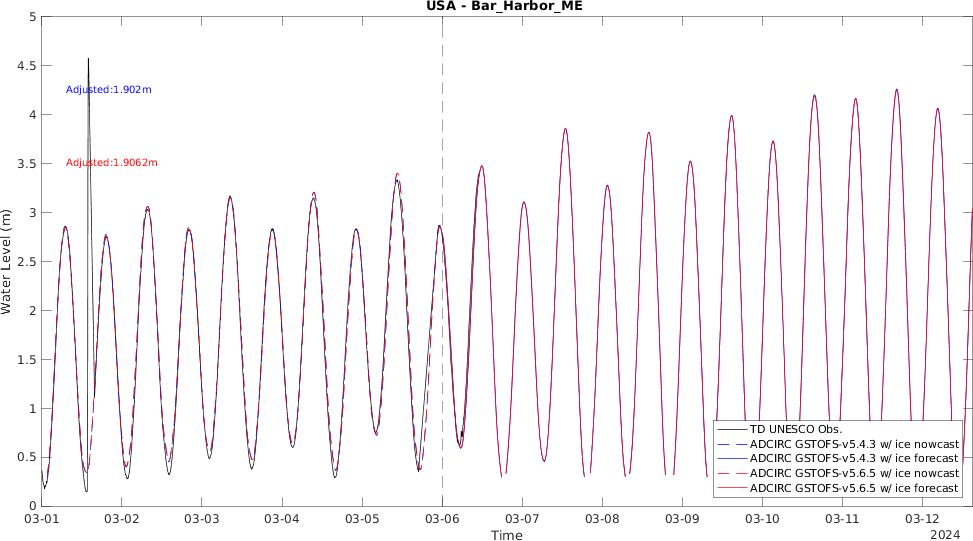 USA - Bar_Harbor_ME
5
4.5
4
3.5
3
2.5
2
1.5
1
0.5
0
Water Level (m)
Adjusted:1.902m
Adjusted:1.9062m
TD UNESCO Obs.
ADCIRC GSTOFS-v5.4.3 w/ ice nowcast
ADCIRC GSTOFS-v5.4.3 w/ ice forecast
ADCIRC GSTOFS-v5.6.5 w/ ice nowcast
ADCIRC GSTOFS-v5.6.5 w/ ice forecast
03-01 03-02 03-03 03-04 03-05 03-06 03-07 03-08 03-09 03-10 03-11 03-12
Time
2024